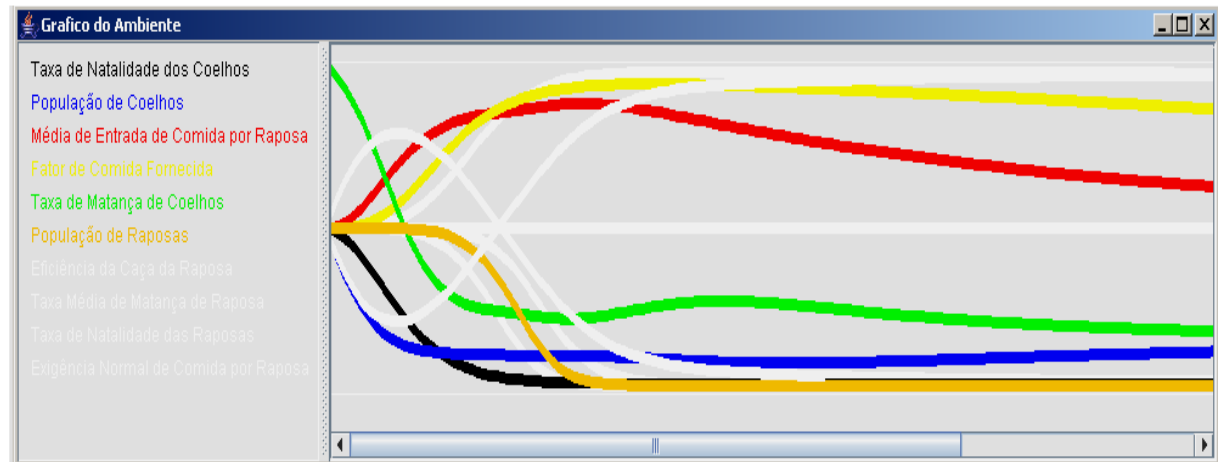 Grafico do Ambiente
Taxa de Natalidade dos Coelhos
População de Coelhos
Média de Entrada de Comida por Raposa
Fator de Comida Fornecida
Taxa de Matança de Coelhos
População de Raposas
Eficiência da Caça da Raposa
Taxa Média de Matança de Raposa
Taxa de Natalidade das Raposas
Exigência Normal de Comida por Raposa